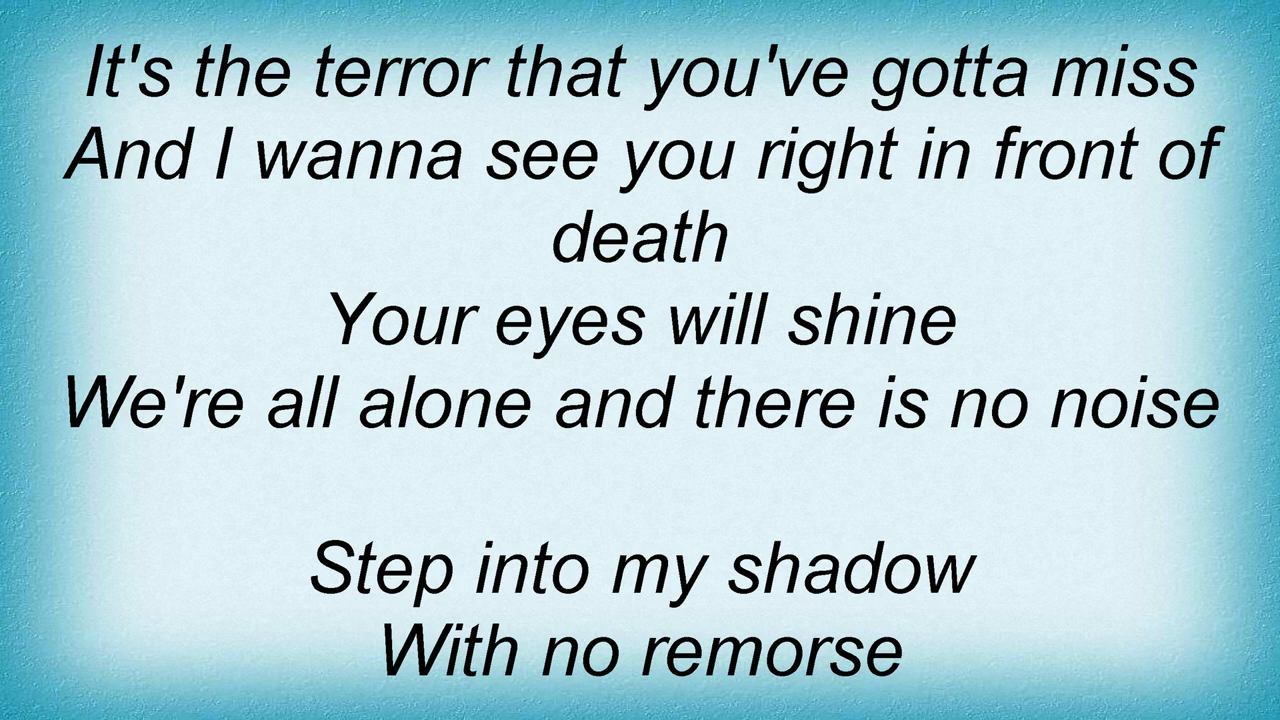 It's the terror that you've gotta miss
And I wanna see you right in front of
death
Your eyes will shine
We're all alone and there is no noise
Step into my shadow
With no remorse